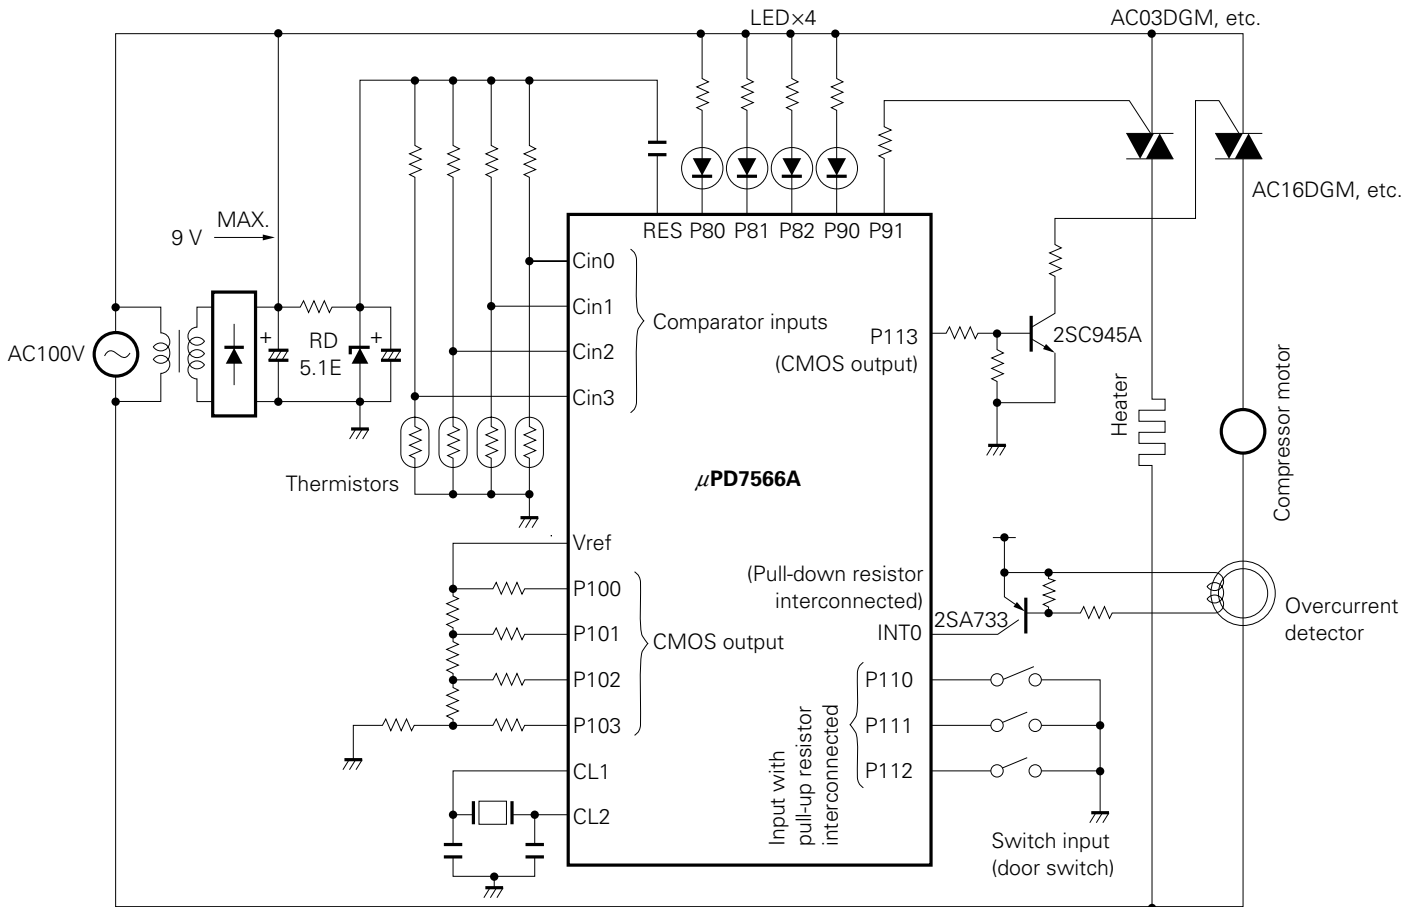 LED×4
AC03DGM, etc.
AC16DGM, etc.
MAX.
9 V
RES P80 P81 P82 P90 P91
Cin0
Cin1
Cin2
Cin3
Comparator inputs
P113
(CMOS output)
2SC945A
AC100V
+
RD
5.1E
+
Heater
Compressor motor
Thermistors
µPD7566A
Vref
P100
P101
P102
P103
CMOS output
(Pull-down resistor
interconnected)
INT0
2SA733
Overcurrent
detector
P110
P111
P112
Input with
pull-up resistor
interconnected
CL1
CL2
Switch input
(door switch)